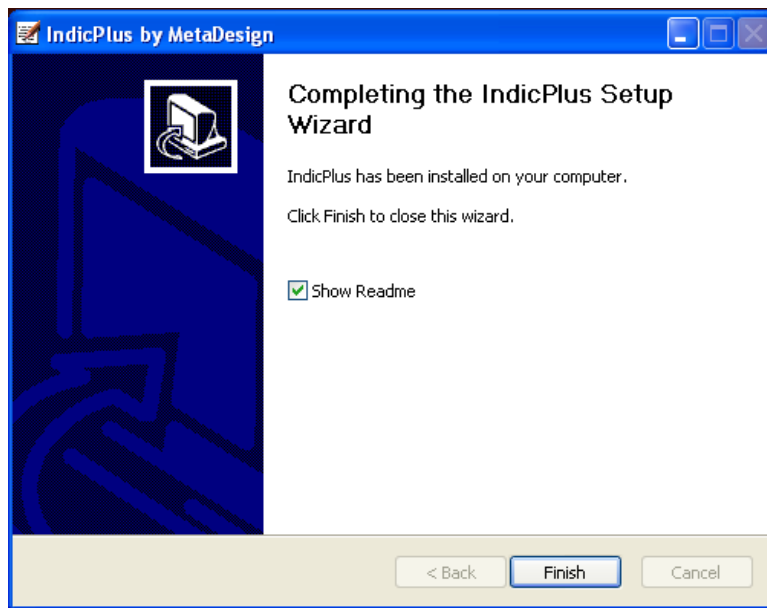 IndicPlus by MetaDesign
Completing the IndicPlus Setup
Wizard
IndicPlus has been installed on your computer.
Click Finish to close this wizard.
Show Readme
< Back
Finish
Cancel